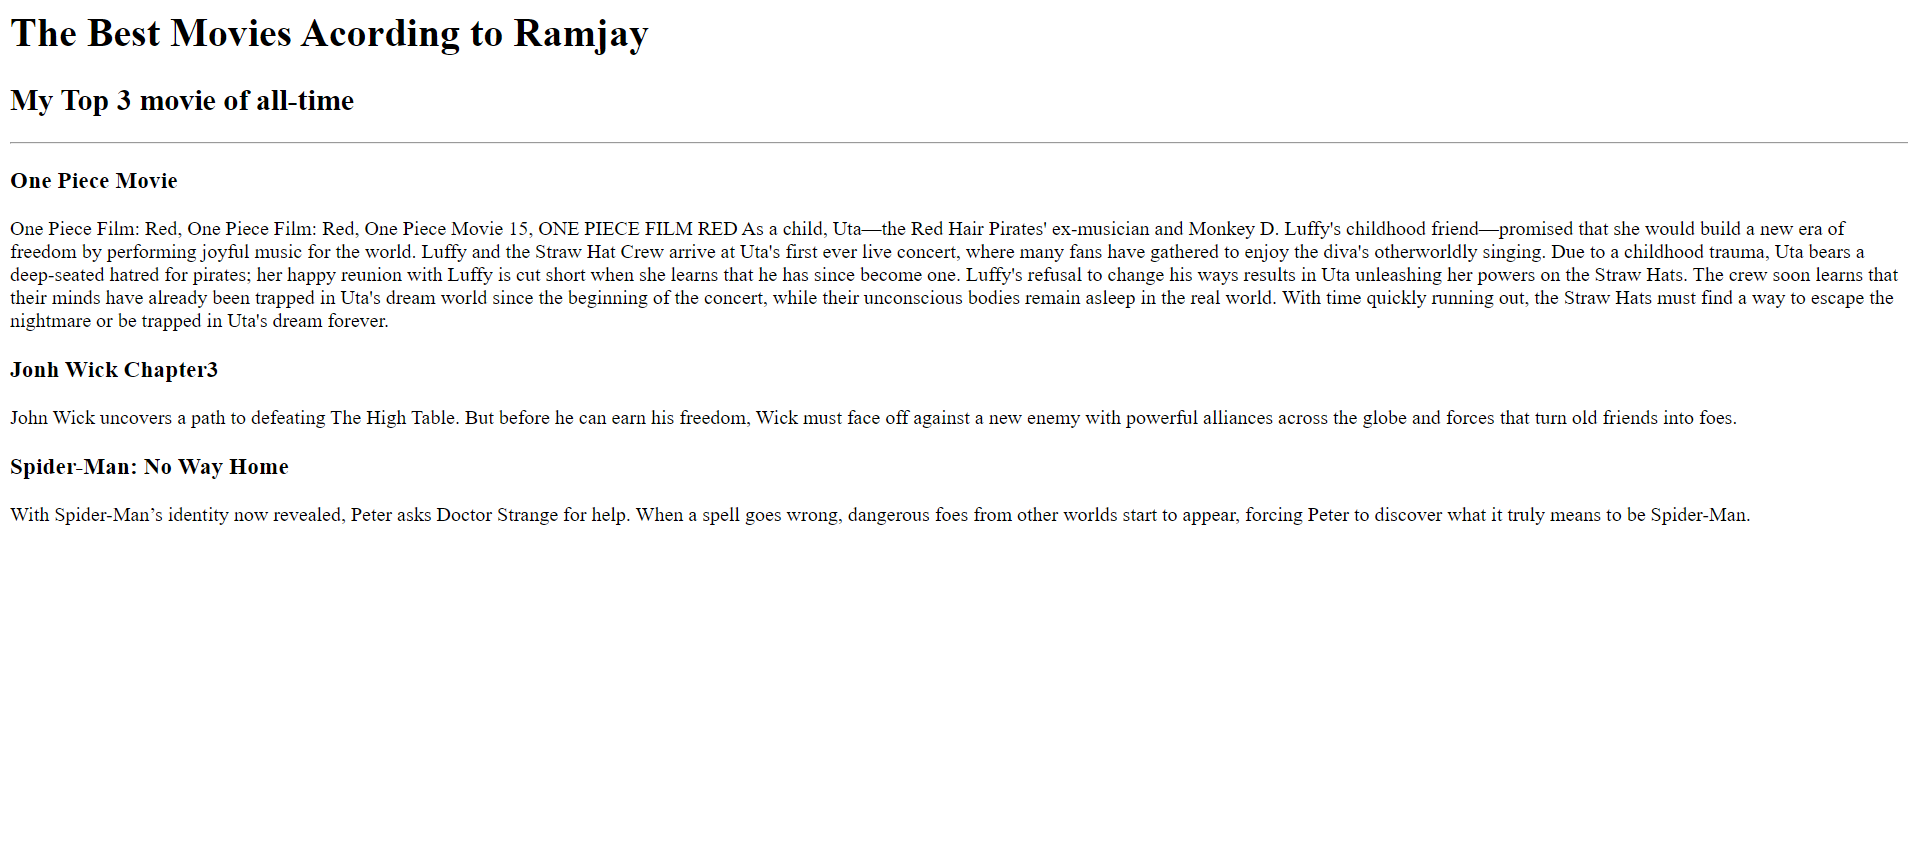 The Best Movies Acording to Ramjay
My Top 3 movie of all-time
One Piece Movie
One Piece Film: Red, One Piece Film: Red, One Piece Movie 15, ONE PIECE FILM RED As a child, Uta—the Red Hair Pirates' ex-musician and Monkey D. Luffy's childhood friend—promised that she would build a new era of
freedom by performing joyful music for the world. Luffy and the Straw Hat Crew arrive at Uta's first ever live concert, where many fans have gathered to enjoy the diva's otherworldly singing. Due to a childhood trauma, Uta bears a
deep-seated hatred for pirates; her happy reunion with Luffy is cut short when she learns that he has since become one. Luffy's refusal to change his ways results in Uta unleashing her powers on the Straw Hats. The crew soon learns that
their minds have already been trapped in Uta's dream world since the beginning of the concert, while their unconscious bodies remain asleep in the real world. With time quickly running out, the Straw Hats must find a way to escape the
nightmare or be trapped in Uta's dream forever.
Jonh Wick Chapter3
John Wick uncovers a path to defeating The High Table. But before he can earn his freedom, Wick must face off against a new enemy with powerful alliances across the globe and forces that turn old friends into foes.
Spider-Man: No Way Home
With Spider-Man’s identity now revealed, Peter asks Doctor Strange for help. When a spell goes wrong, dangerous foes from other worlds start to appear, forcing Peter to discover what it truly means to be Spider-Man.